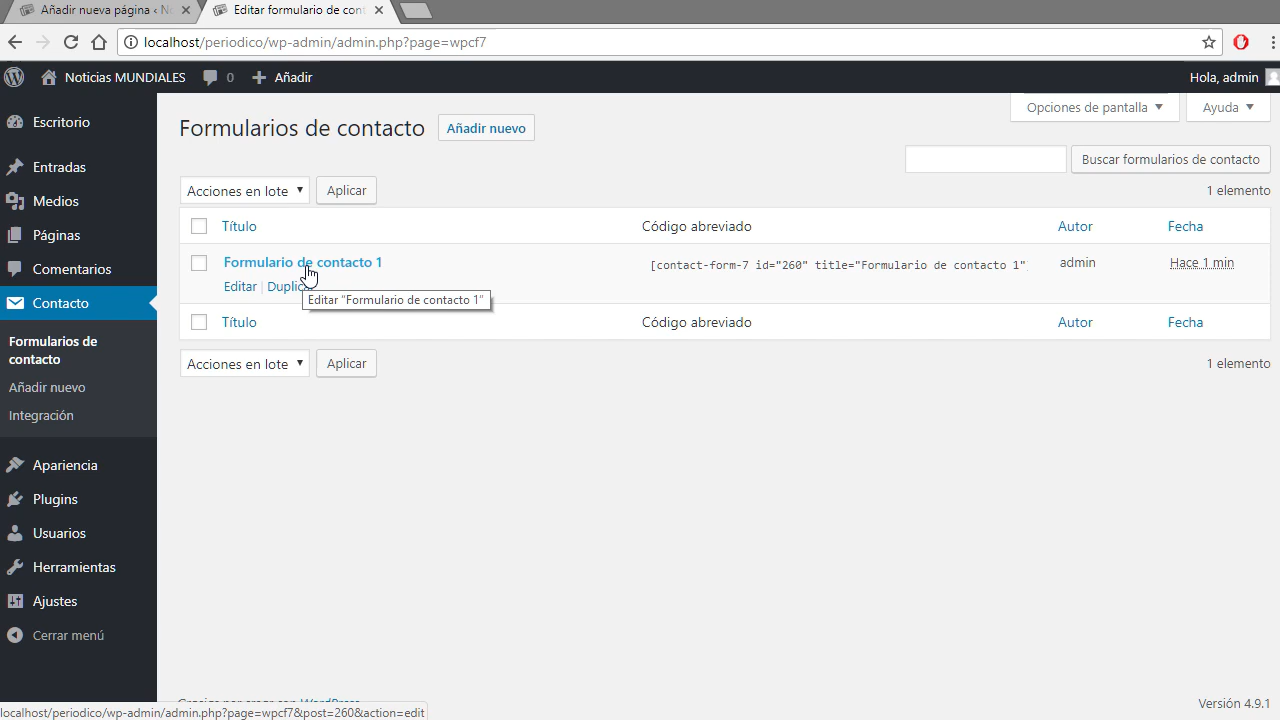 Añadir nueva página ‹ N
Editar formulario de cont
localhost/periodico/wp-admin/admin.php?page=wpcf7
Noticias MUNDIALES
0
Añadir
Hola, admin
Escritorio
Entradas
Medios
Páginas
Comentarios
Contacto
Formularios de
contacto
Añadir nuevo
Integración
Apariencia
Plugins
Usuarios
Herramientas
Ajustes
Cerrar menú
Opciones de pantalla
Ayuda
Formularios de contacto
Añadir nuevo
Buscar formularios de contacto
Acciones en lote
Aplicar
1 elemento
Título
Código abreviado
Autor
Fecha
Formulario de contacto 1
[contact-form-7 id="260" title="Formulario de contacto 1"
admin
Hace 1 min
Editar | Duplic
Editar “Formulario de contacto 1”
Título
Código abreviado
Autor
Fecha
Acciones en lote
Aplicar
1 elemento
Versión 4.9.1
localhost/periodico/wp-admin/admin.php?page=wpcf7&post=260&action=edit